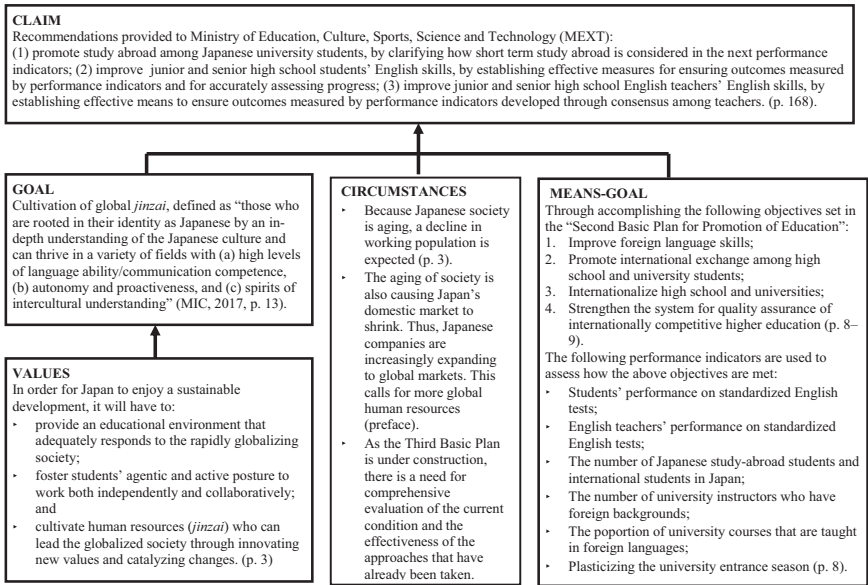 CLAIM
Recommendations provided to Ministry of Education, Culture, Sports, Science and Technology (MEXT):
(1) promote study abroad among Japanese university students, by clarifying how short term study abroad is considered in the next performance
indicators; (2) improve junior and senior high school students' English skills, by establishing effective measures for ensuring outcomes measured
by performance indicators and for accurately assessing progress; (3) improve junior and senior high school English teachers' English skills, by
establishing effective means to ensure outcomes measured by performance indicators developed through consensus among teachers. (p. 168).
GOAL
Cultivation of global jinzai, defined as "those who
are rooted in their identity as Japanese by an in-
depth understanding of the Japanese culture and
can thrive in a variety of fields with (a) high levels
of language ability/communication competence,
(b) autonomy and proactiveness, and (c) spirits of
intercultural understanding" (MIC, 2017, p. 13).
VALUES
In order for Japan to enjoy a sustainable
development, it will have to:
‣ provide an educational environment that
adequately responds to the rapidly globalizing
society;
‣ foster students' agentic and active posture to
work both independently and collaboratively;
and
‣ cultivate human resources (jinzai) who can
lead the globalized society through innovating
new values and catalyzing changes. (p. 3)
CIRCUMSTANCES
‣ Because Japanese society
is aging, a decline in
working population is
expected (p. 3).
‣ The aging of society is
also causing Japan's
domestic market to
shrink. Thus, Japanese
companies are
increasingly expanding
to global markets. This
calls for more global
human resources
(preface).
‣ As the Third Basic Plan
is under construction,
there is a need for
comprehensive
evaluation of the current
condition and the
effectiveness of the
approaches that have
already been taken.
MEANS-GOAL
Through accomplishing the following objectives set in
the "Second Basic Plan for Promotion of Education":
1. Improve foreign language skills;
2. Promote international exchange among high
school and university students;
3. Internationalize high school and universities;
4. Strengthen the system for quality assurance of
internationally competitive higher education (p. 8–
9).
The following performance indicators are used to
assess how the above objectives are met:
‣ Students' performance on standardized English
tests;
‣ English teachers' performance on standardized
English tests;
‣ The number of Japanese study-abroad students and
international students in Japan;
‣ The number of university instructors who have
foreign backgrounds;
‣ The poportion of university courses that are taught
in foreign languages;
‣ Plasticizing the university entrance season (p. 8).